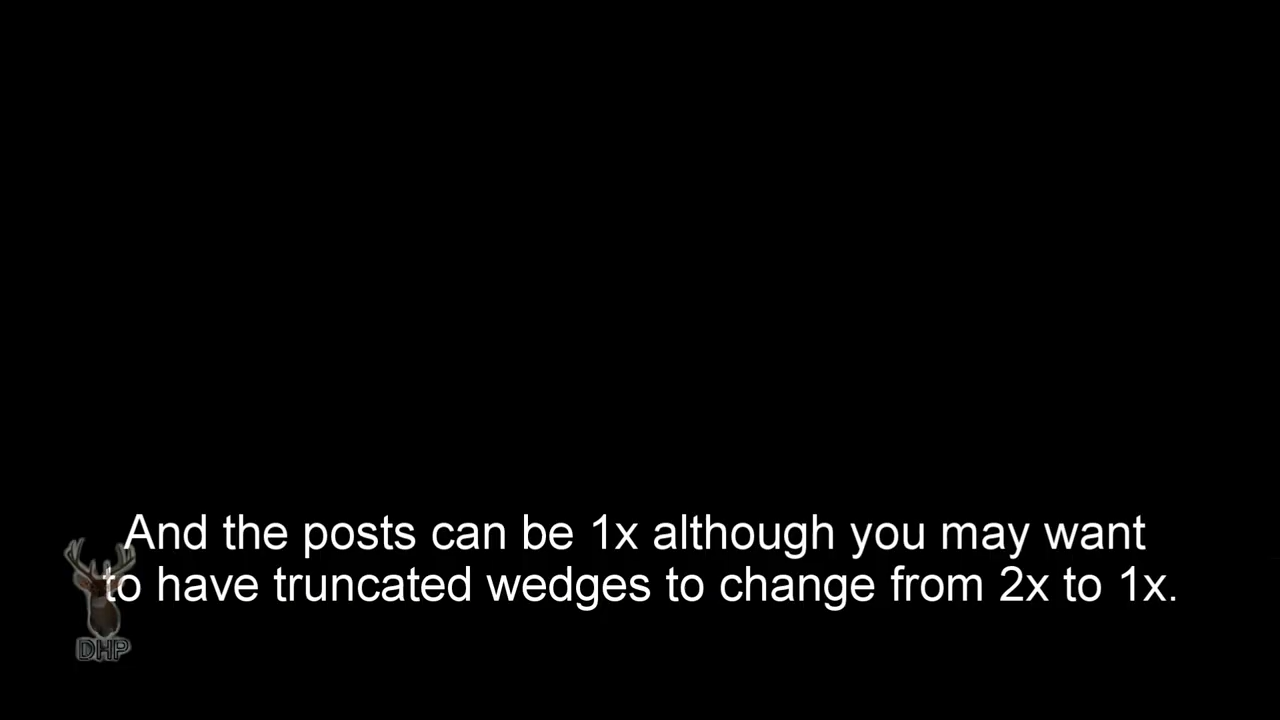 And the posts can be 1x although you may want
to have truncated wedges to change from 2x to 1x.
DHP